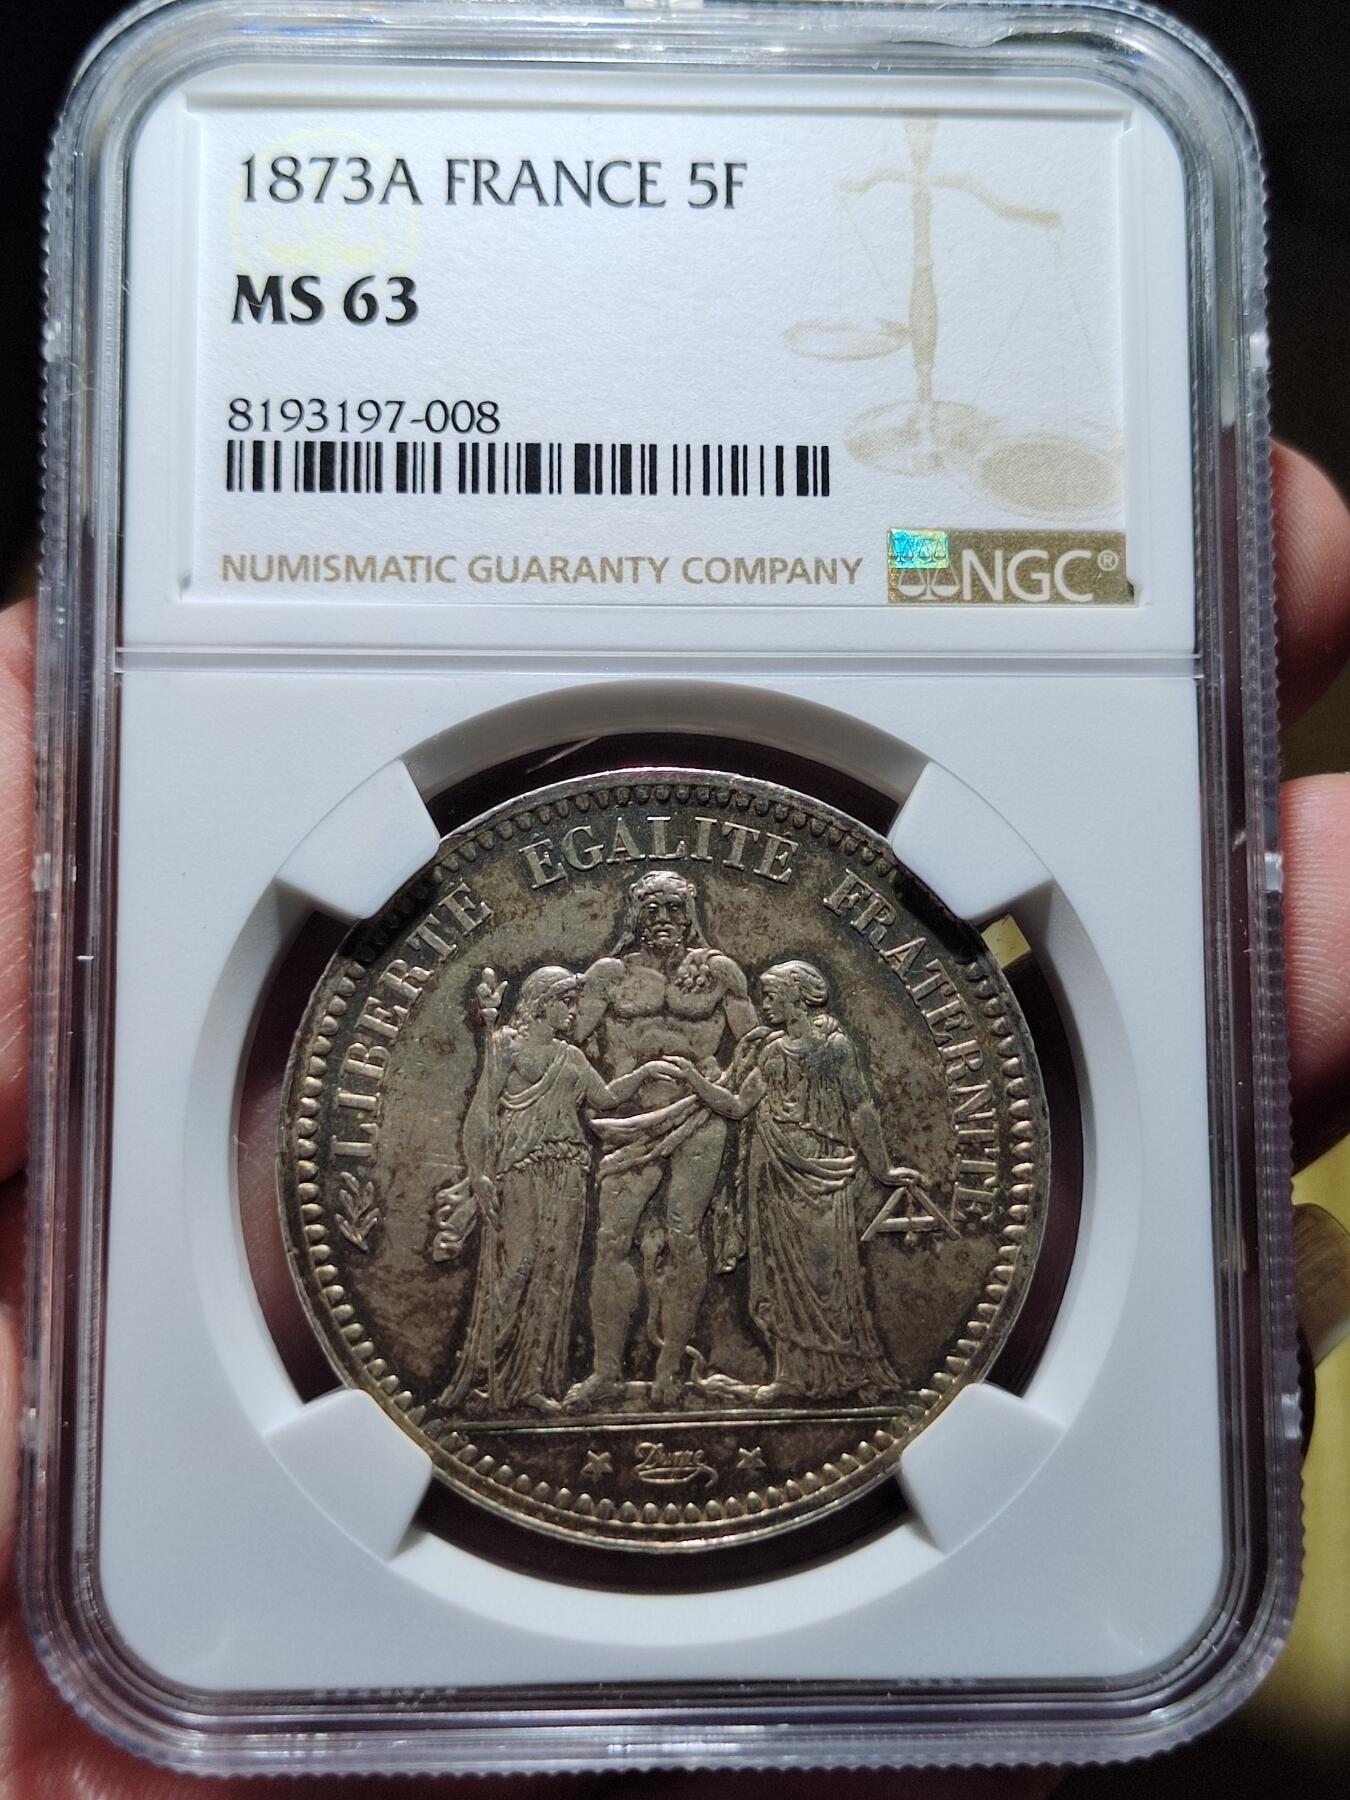 1873A FRANCE 5F
MS 63
8193197-008
NUMISMATIC GUARANTY COMPANY NGC®
LIBERTE EGALITE FRATERNITE
Dupré